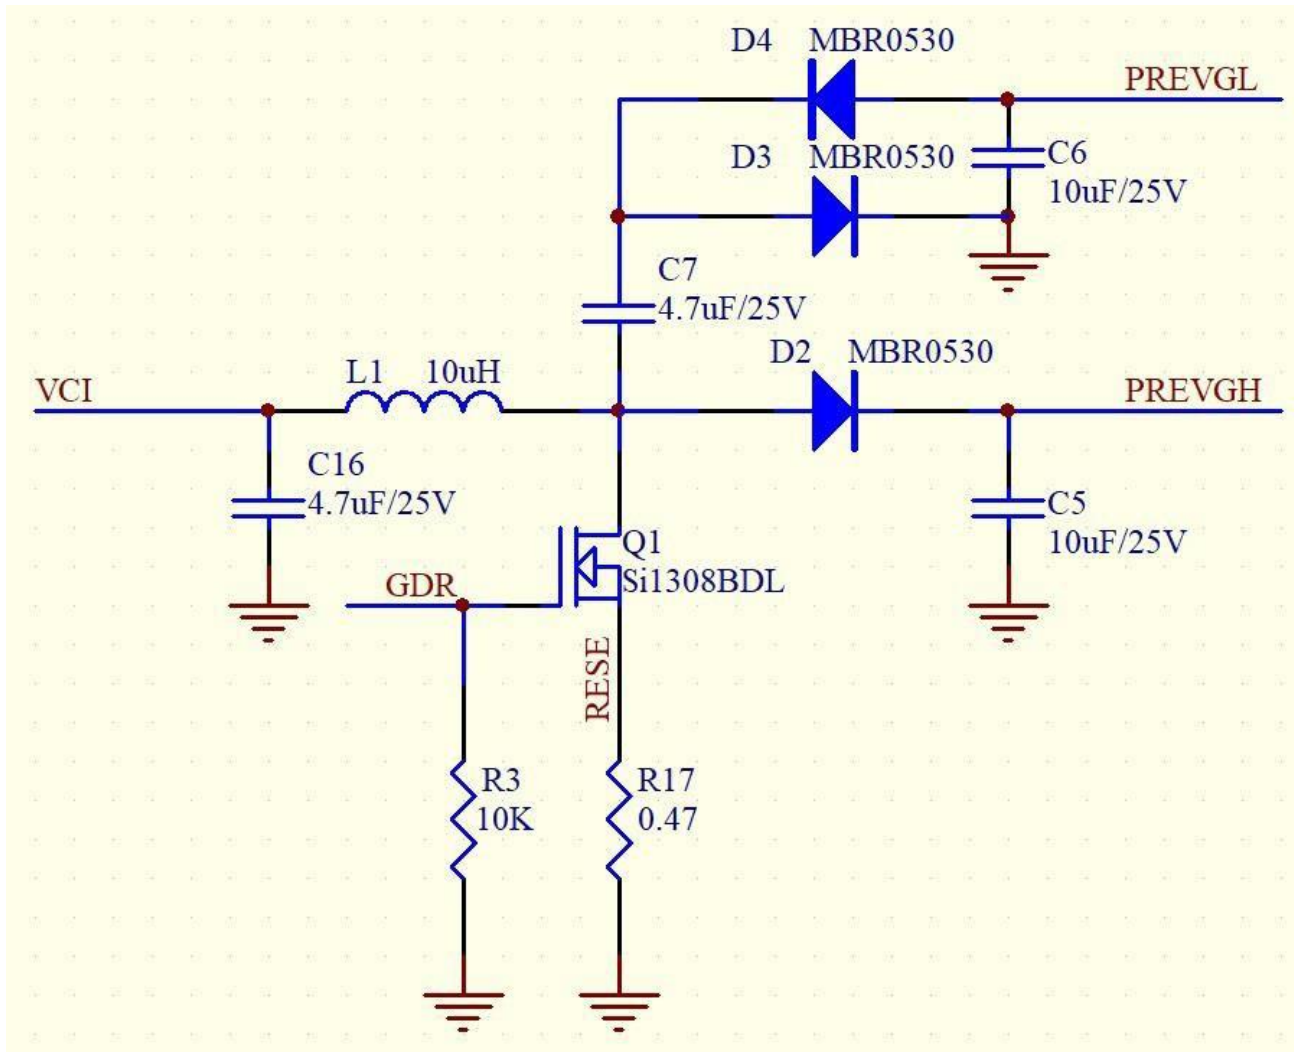 D4 MBR0530
PREVGL
D3 MBR0530
C6
10uF/25V
C7
4.7uF/25V
D2 MBR0530
L1 10uH
VCI
PREVGH
C16
4.7uF/25V
C5
10uF/25V
Q1
Si1308BDL
GDR
RESE
R3
10K
R17
0.47